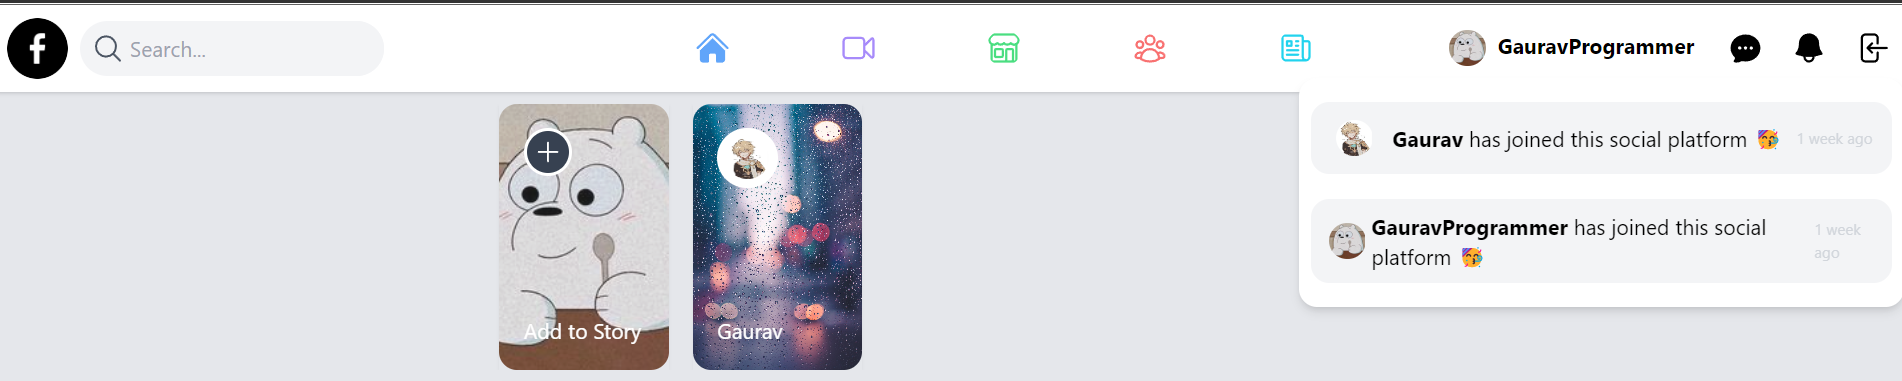 Search...
GauravProgrammer
Gaurav has joined this social platform 🥳 1 week ago
GauravProgrammer has joined this social 1 week
platform 🥳 ago
Add to Story
Gaurav